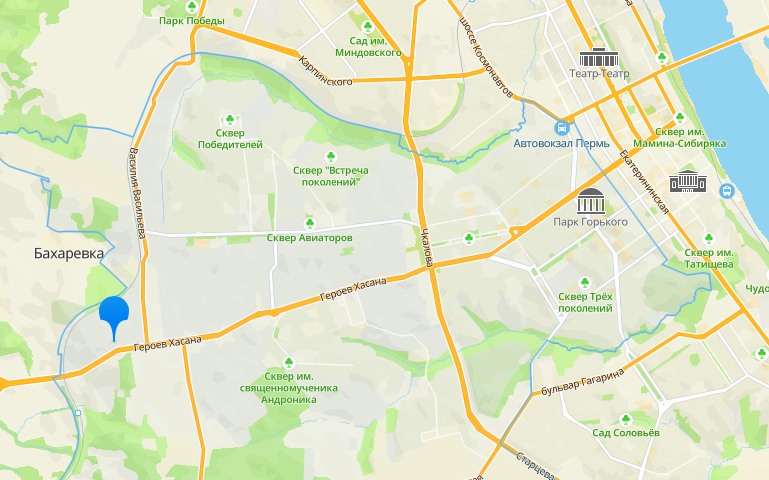 Парк Победы
Сад им.
Миндовского
шоссе Космонавтов
Карпинского
Театр-Театр
Сквер
Победителей
Автовокзал Пермь
Сквер им.
Мамина-Сибиряка
Василия Васильева
Сквер "Встреча
поколений"
Екатерининская
Парк Горького
Сквер Авиаторов
Чкалова
Бахаревка
Сквер им.
Татищева
Героев Хасана
Сквер Трёх
поколений
Чудо
Героев Хасана
Сквер им.
священномученика
Андроника
бульвар Гагарина
Сад Соловьёв
Старцева